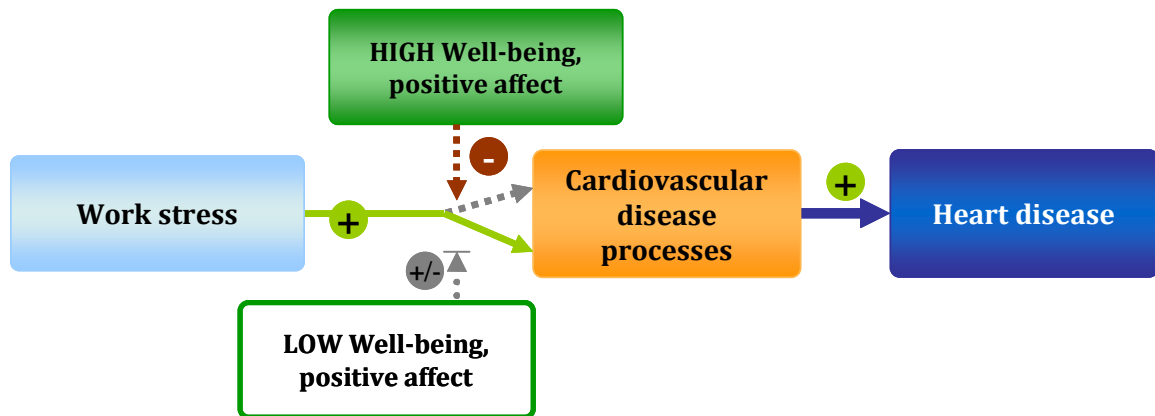 HIGH Well-being,
positive affect
-
Work stress
+
Cardiovascular
disease
processes
+
Heart disease
+/-
LOW Well-being,
positive affect